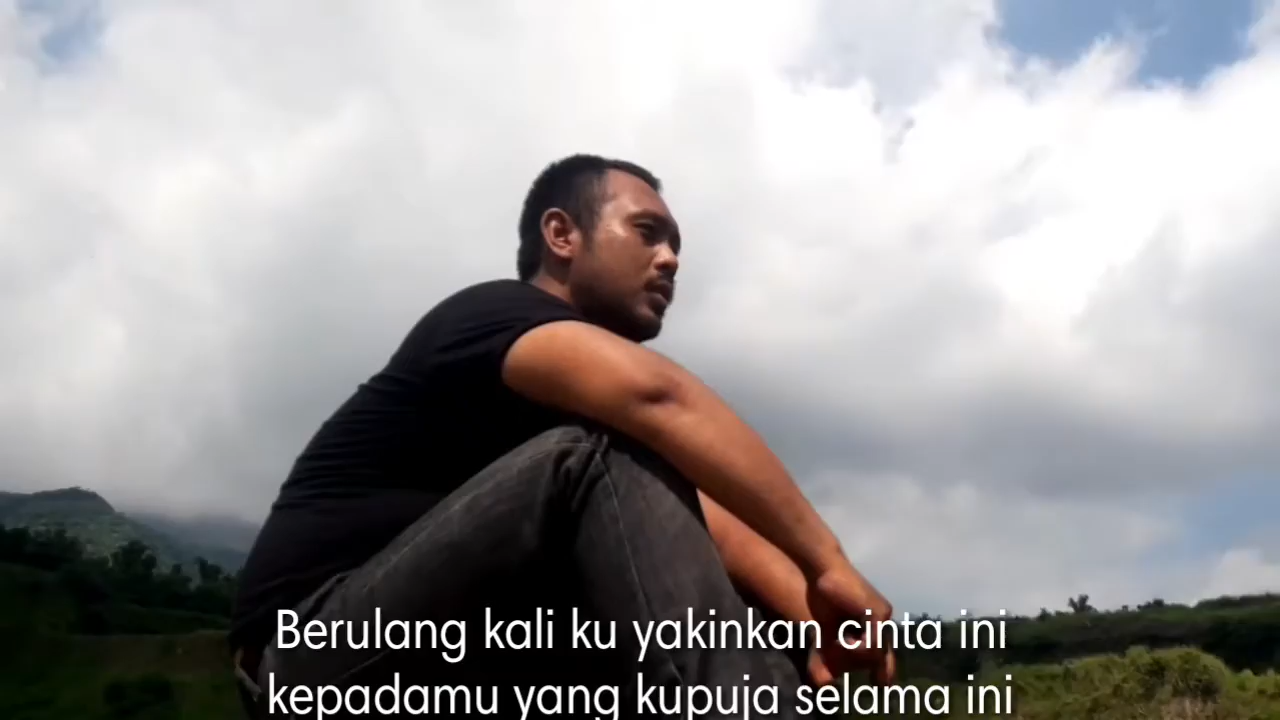 Berulang kali ku yakinkan cinta ini
kepadamu yang kupuja selama ini